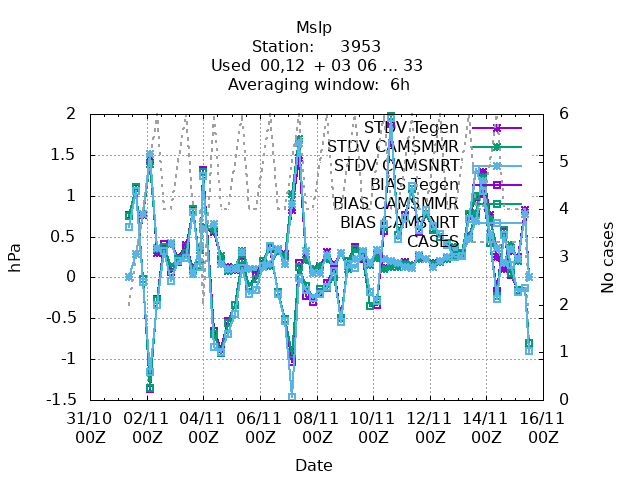 Mslp
Station: 3953
Used 00,12 + 03 06 ... 33
Averaging window: 6h
2
1.5
1
0.5
0
-0.5
-1
-1.5
6
5
4
3
2
1
0
STDV Tegen
STDV CAMSMMR
STDV CAMSNRT
BIAS Tegen
BIAS CAMSMMR
BIAS CAMSNRT
CASES
hPa
No cases
31/10 02/11 04/11 06/11 08/11 10/11 12/11 14/11 16/11
00Z 00Z 00Z 00Z 00Z 00Z 00Z 00Z 00Z
Date